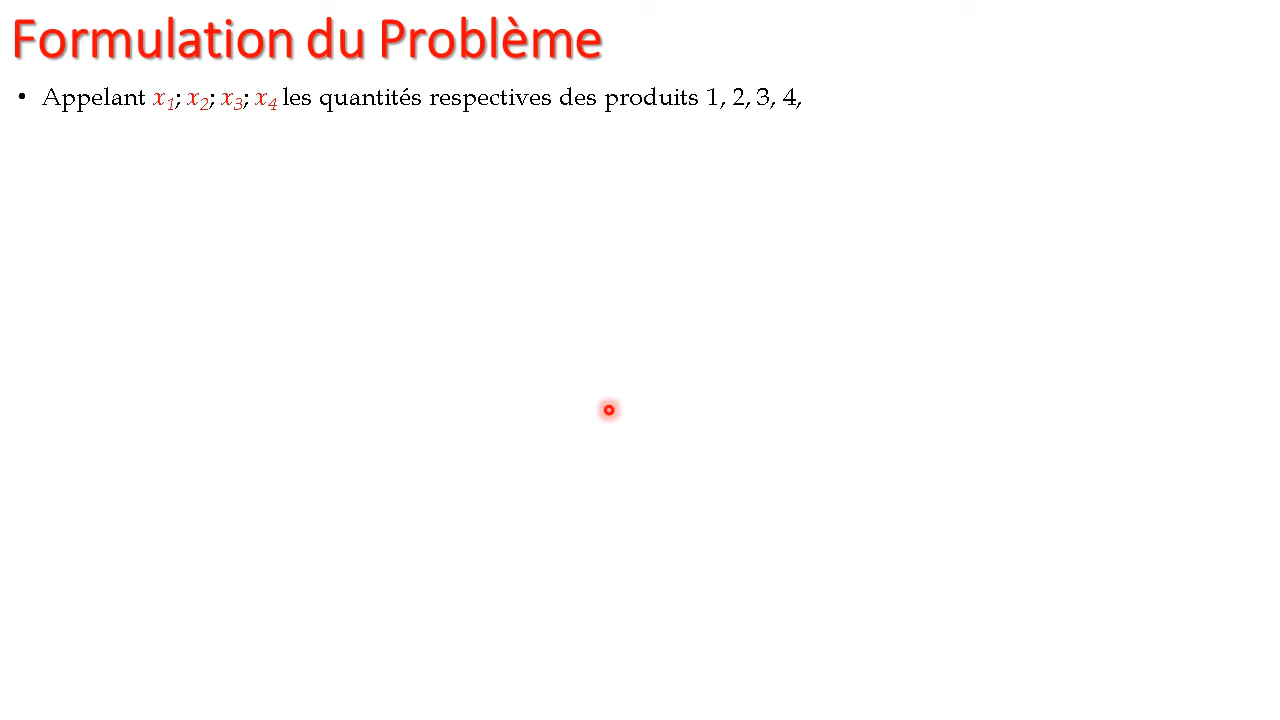 Formulation du Problème
• Appelant x₁; x₂; x₃; x₄ les quantités respectives des produits 1, 2, 3, 4,